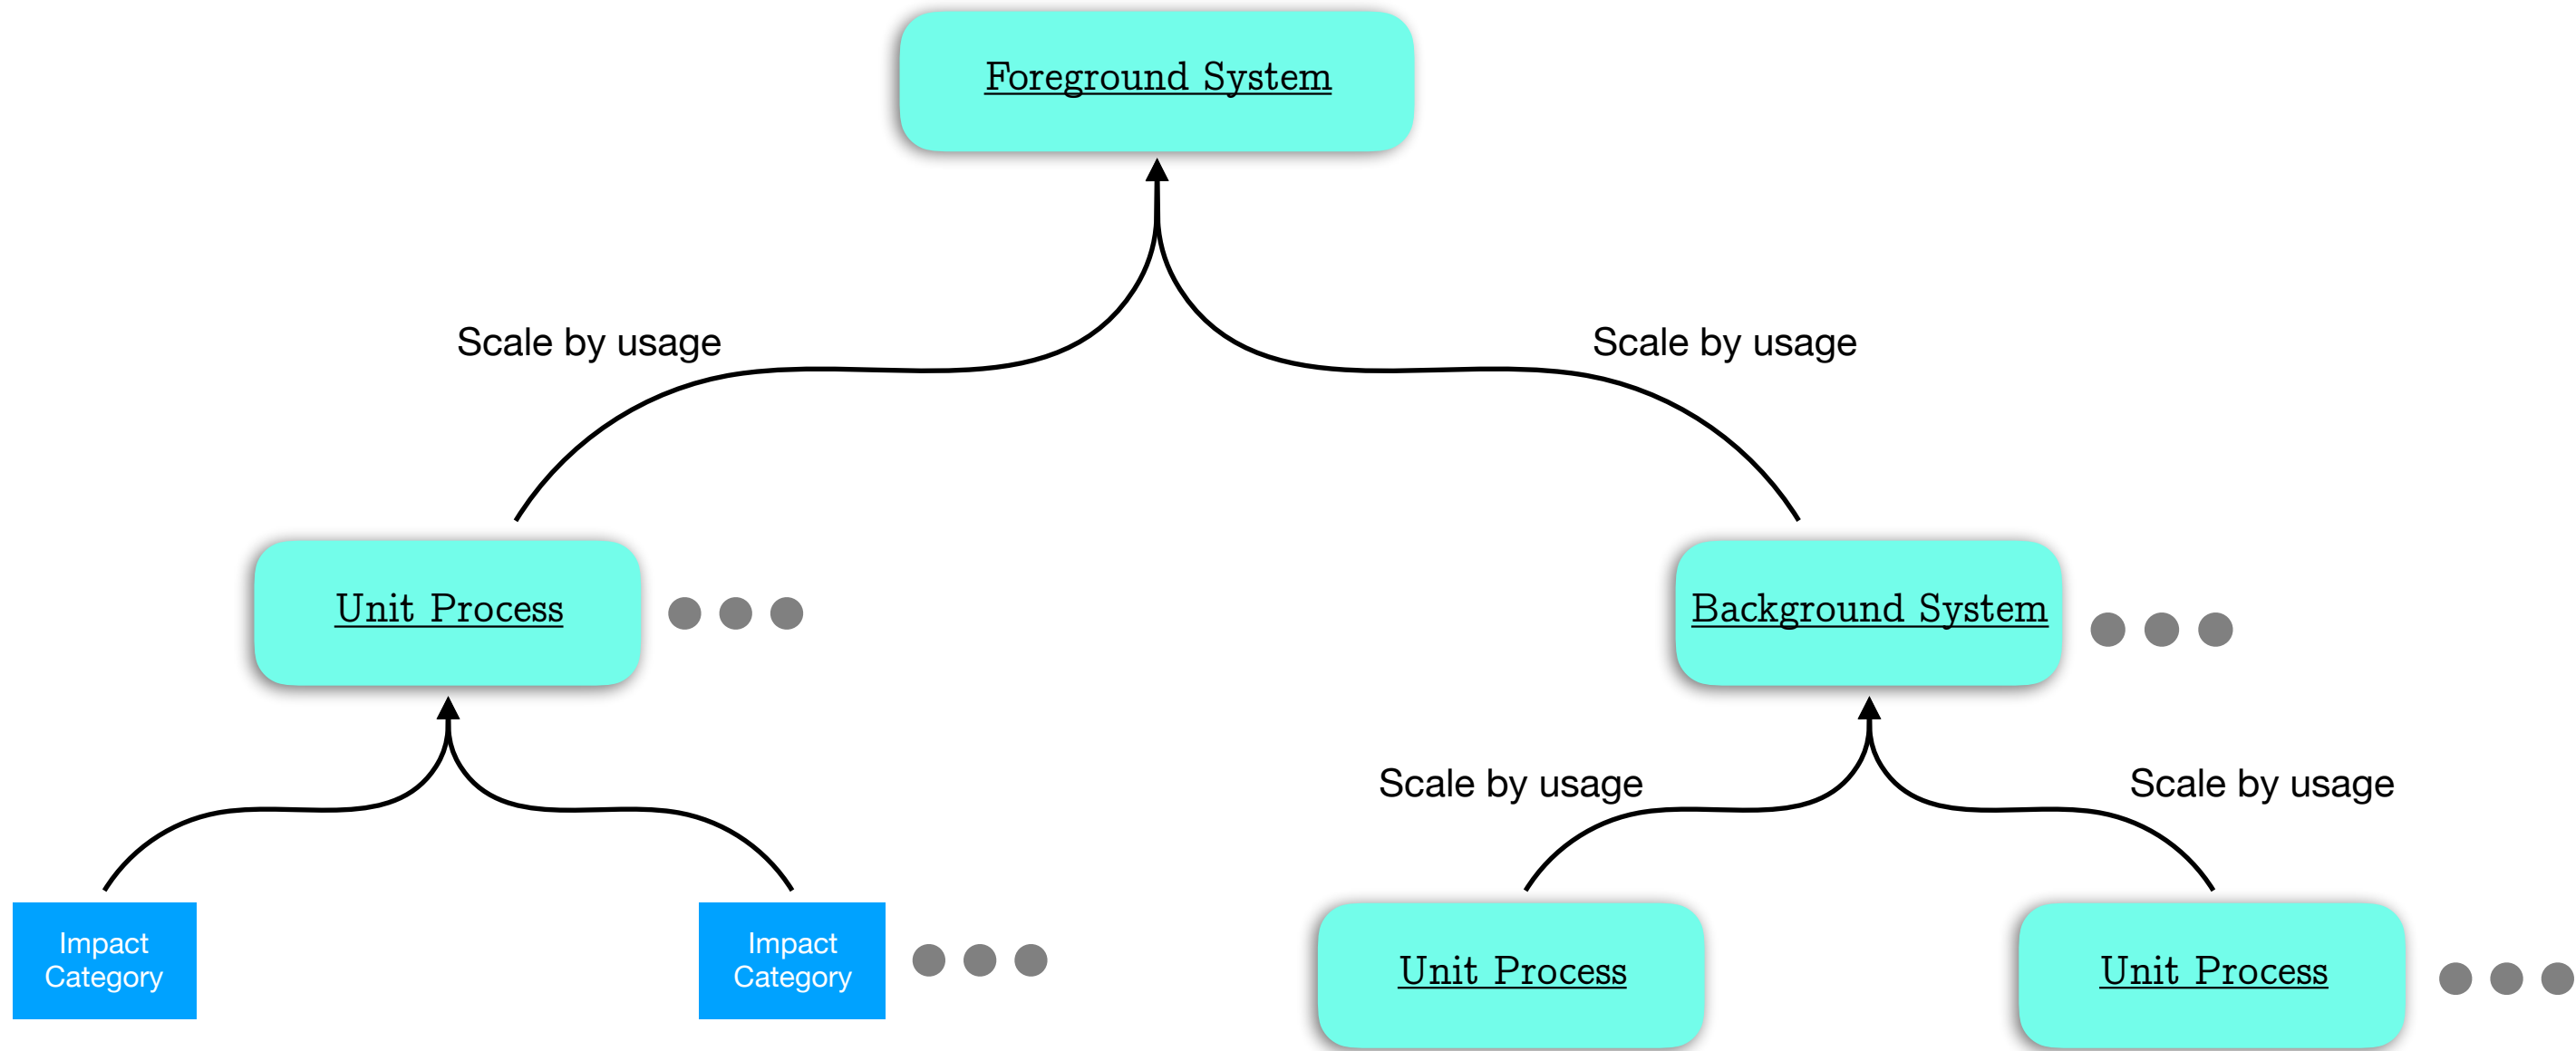 Foreground System
Scale by usage
Scale by usage
Unit Process
Background System
Scale by usage
Scale by usage
Impact
Category
Impact
Category
Unit Process
Unit Process